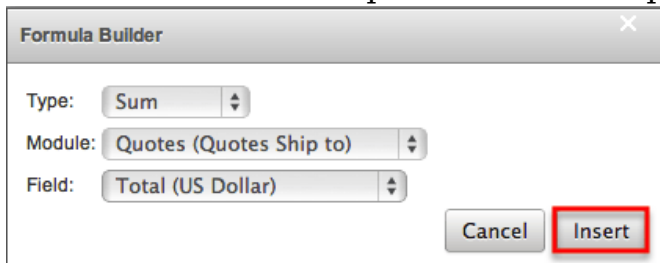 Formula Builder
Type: Sum
Module: Quotes (Quotes Ship to)
Field: Total (US Dollar)
Cancel Insert